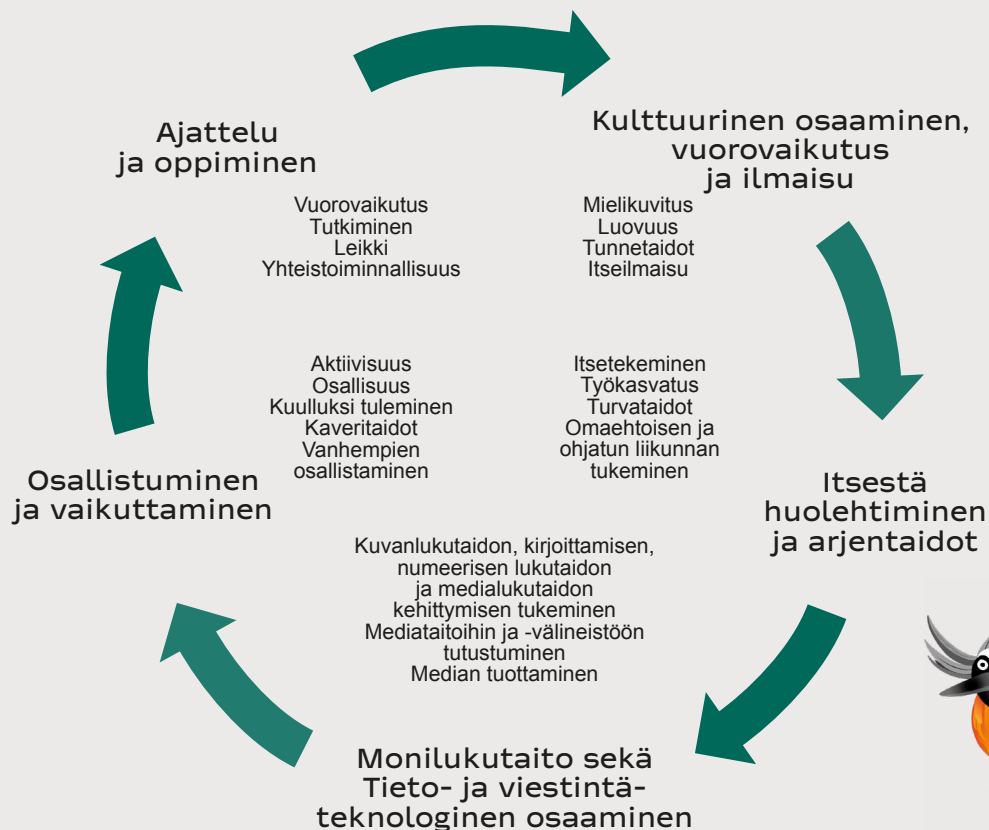 Ajattelu
ja oppiminen
Kulttuurinen osaaminen,
vuorovaikutus
ja ilmaisu
Vuorovaikutus
Tutkiminen
Leikki
Yhteistoiminnallisuus
Mielikuvitus
Luovuus
Tunnetaidot
Itseilmaisu
Aktiivisuus
Osallisuus
Kuulluksi tuleminen
Kaveritaidot
Vanhempien
osallistaminen
Itsetekeminen
Työkasvatus
Turvataidot
Omaehtoisen ja
ohjatun liikunnan
tukeminen
Osallistuminen
ja vaikuttaminen
Itsestä
huolehtiminen
ja arjentaidot
Kuvanlukutaidon, kirjoittamisen,
numeerisen lukutaidon
ja medialukutaidon
kehittymisen tukeminen
Mediataitoihin ja -välineistöön
tutustuminen
Median tuottaminen
Monilukutaito sekä
Tieto- ja viestintä-
teknologinen osaaminen